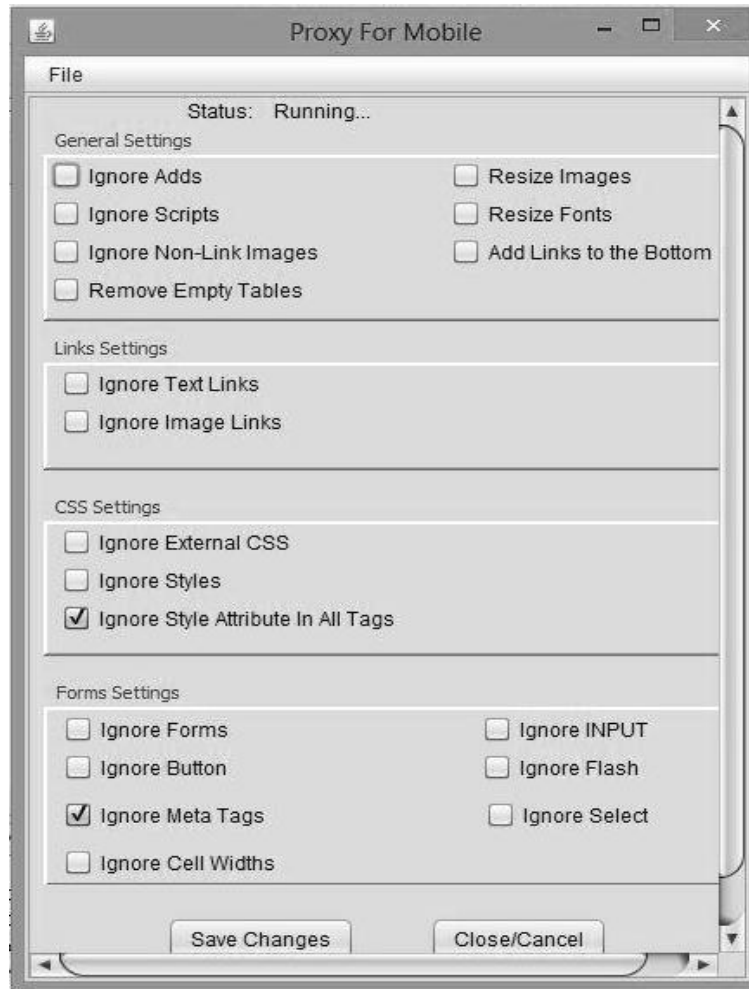 Proxy For Mobile
File
Status: Running...
General Settings
Ignore Adds
Resize Images
Ignore Scripts
Resize Fonts
Ignore Non-Link Images
Add Links to the Bottom
Remove Empty Tables
Links Settings
Ignore Text Links
Ignore Image Links
CSS Settings
Ignore External CSS
Ignore Styles
Ignore Style Attribute In All Tags
Forms Settings
Ignore Forms
Ignore INPUT
Ignore Button
Ignore Flash
Ignore Meta Tags
Ignore Select
Ignore Cell Widths
Save Changes
Close/Cancel